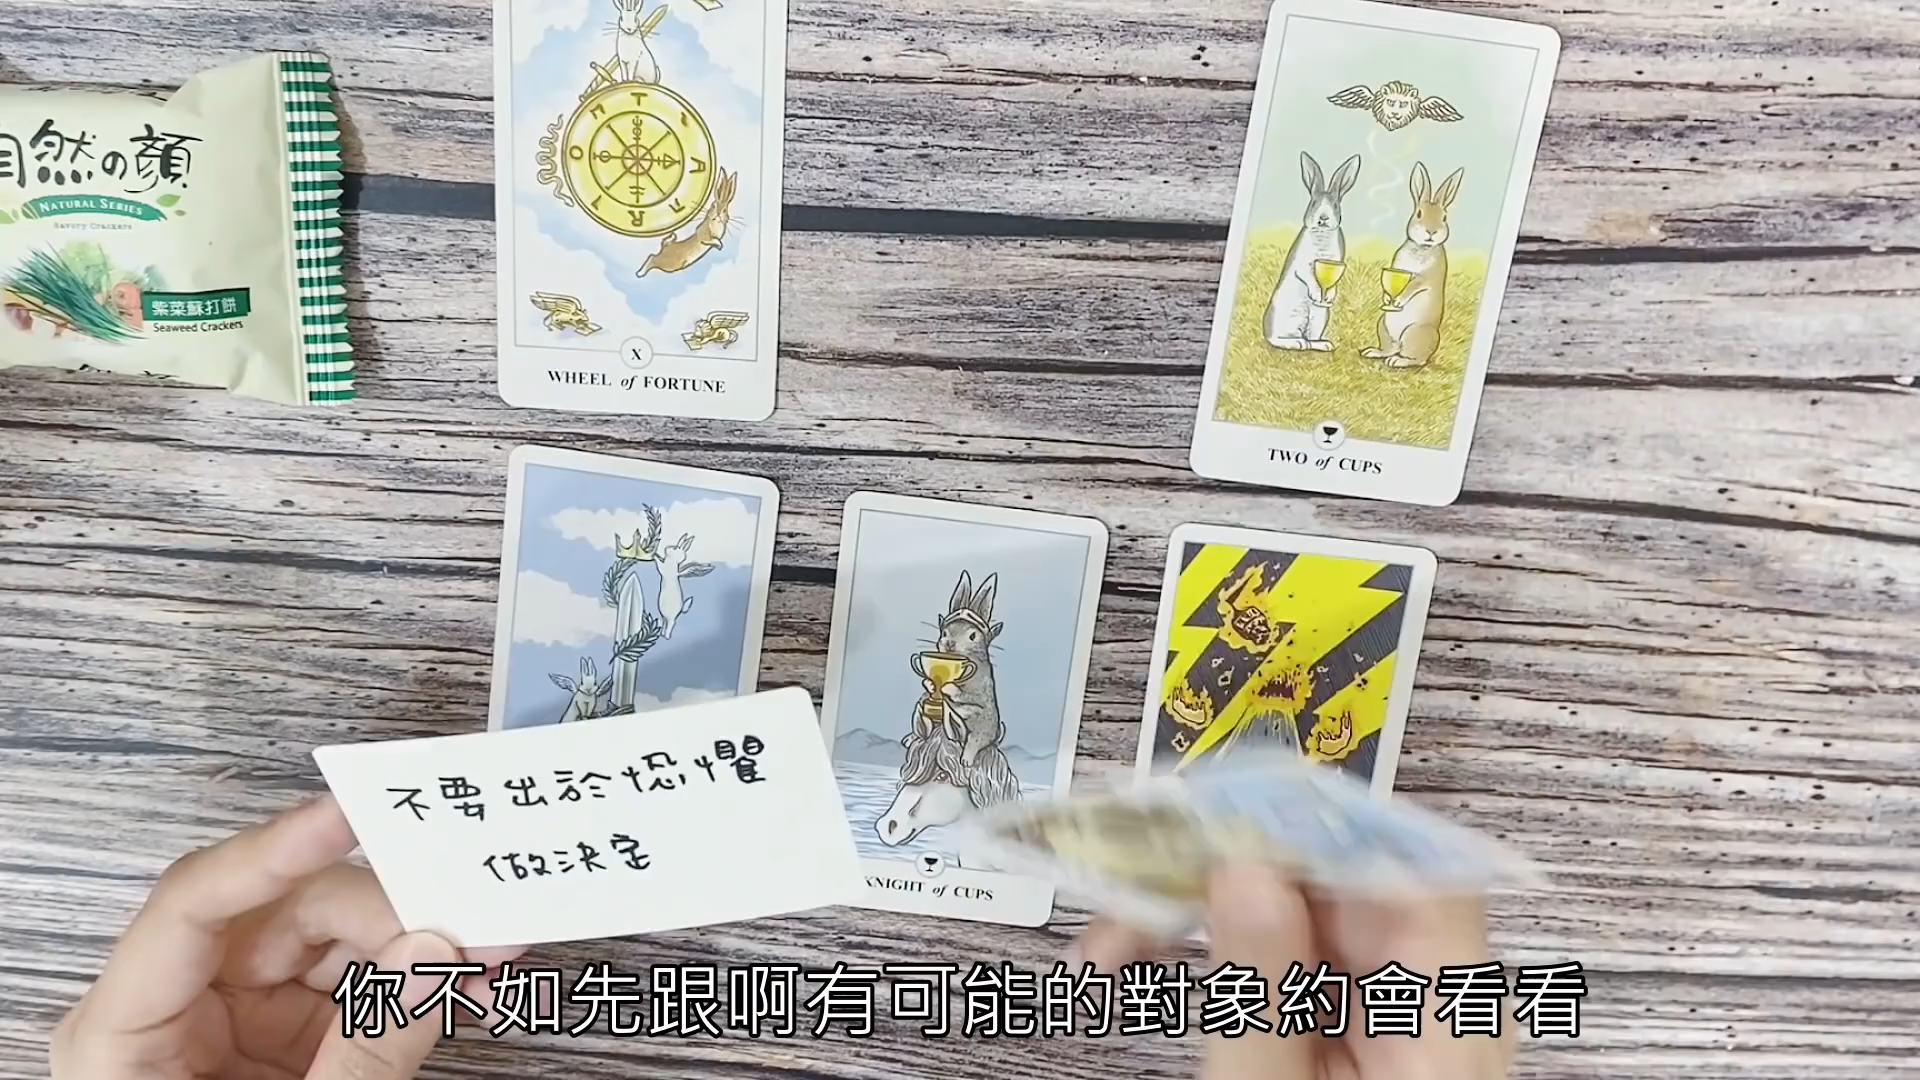 自然の顏
NATURAL SERIES
Savory Crackers
紫菜蘇打餅
Seaweed Crackers
X
WHEEL of FORTUNE
TWO of CUPS
KNIGHT of CUPS
不要出於恐懼
做決定
你不如先跟啊有可能的對象約會看看